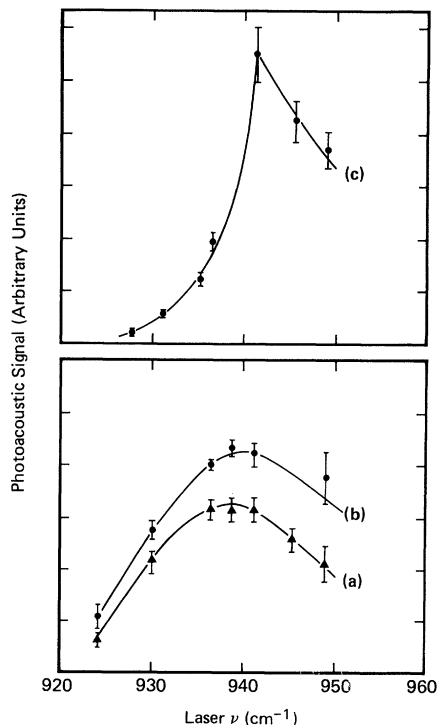 Photoacoustic Signal (Arbitrary Units)
(c)
(b)
(a)
920 930 940 950 960
Laser ν (cm⁻¹)